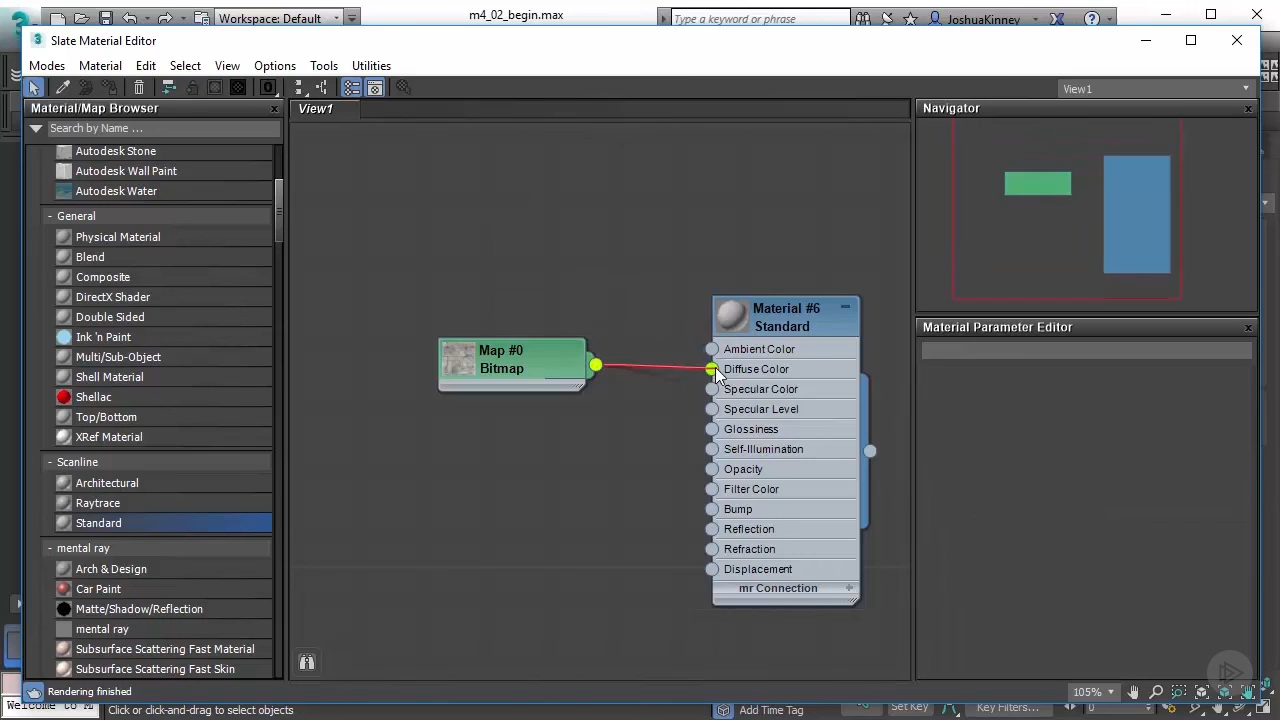 Workspace: Default
m4_02_begin.max
Type a keyword or phrase
JoshuaKinney
3
Slate Material Editor
Modes
Material
Edit
Select
View
Options
Tools
Utilities
0
View1
Material/Map Browser
View1
Navigator
Search by Name ...
Autodesk Stone
Autodesk Wall Paint
Autodesk Water
- General
Physical Material
Blend
Composite
DirectX Shader
Double Sided
Ink 'n Paint
Multi/Sub-Object
Shell Material
Shellac
Top/Bottom
XRef Material
- Scanline
Architectural
Raytrace
Standard
- mental ray
Arch & Design
Car Paint
Matte/Shadow/Reflection
mental ray
Subsurface Scattering Fast Material
Subsurface Scattering Fast Skin
Map #0
Bitmap
Material #6
Standard
Ambient Color
Diffuse Color
Specular Color
Specular Level
Glossiness
Self-Illumination
Opacity
Filter Color
Bump
Reflection
Refraction
Displacement
mr Connection +
Material Parameter Editor
Rendering finished
105%
Welcome to M
Click or click-and-drag to select objects
Add Time Tag
Set Key
Key Filters...
0